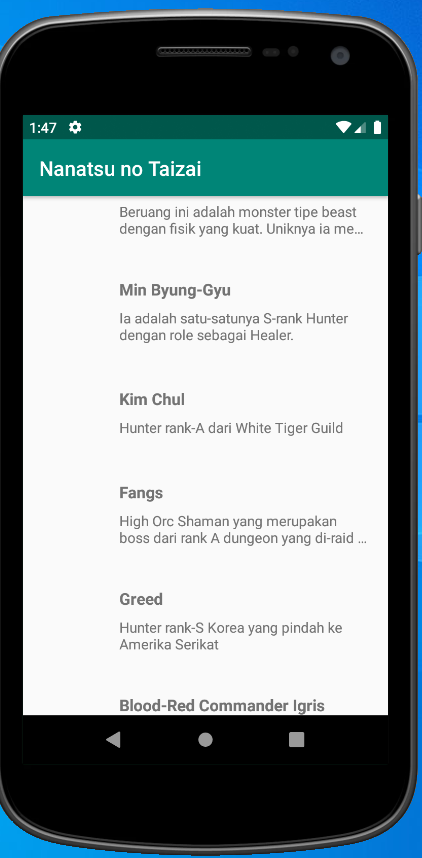 1:47
Nanatsu no Taizai
Beruang ini adalah monster tipe beast
dengan fisik yang kuat. Uniknya ia me...
Min Byung-Gyu
Ia adalah satu-satunya S-rank Hunter
dengan role sebagai Healer.
Kim Chul
Hunter rank-A dari White Tiger Guild
Fangs
High Orc Shaman yang merupakan
boss dari rank A dungeon yang di-raid ...
Greed
Hunter rank-S Korea yang pindah ke
Amerika Serikat
Blood-Red Commander Igris